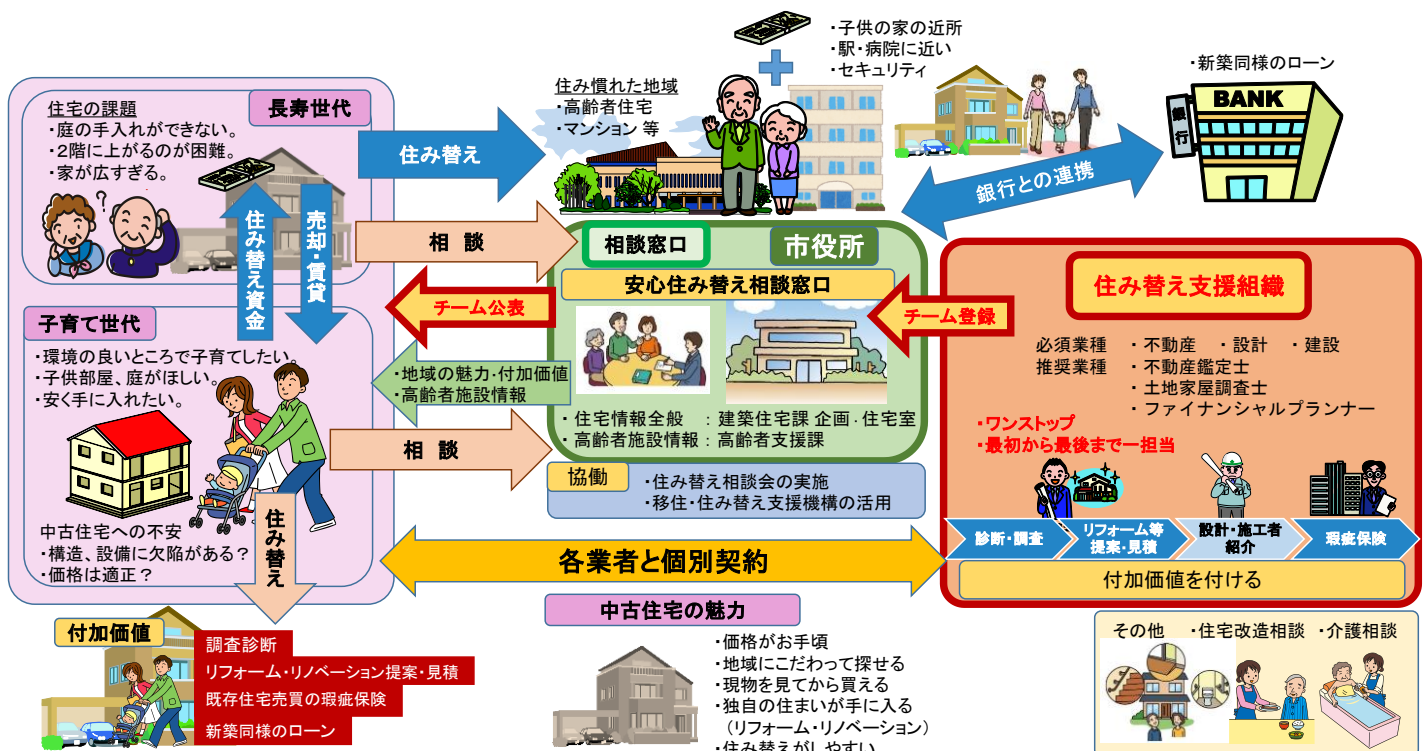 ・子供の家の近所
・駅・病院に近い
・セキュリティ
住み慣れた地域
・高齢者住宅
・マンション 等
・新築同様のローン
BANK
銀行
銀行との連携
住宅の課題
長寿世代
・庭の手入れができない。
・2階に上がるのが困難。
・家が広すぎる。
?
住み替え資金
売却・賃貸
住み替え
相 談
チーム公表
・地域の魅力・付加価値
・高齢者施設情報
相 談
子育て世代
・環境の良いところで子育てしたい。
・子供部屋、庭がほしい。
・安く手に入れたい。
中古住宅への不安
・構造、設備に欠陥がある?
・価格は適正?
住み替え
相談窓口
市役所
安心住み替え相談窓口
・住宅情報全般 :建築住宅課 企画・住宅室
・高齢者施設情報:高齢者支援課
協働
・住み替え相談会の実施
・移住・住み替え支援機構の活用
チーム登録
住み替え支援組織
必須業種 ・不動産 ・設計 ・建設
推奨業種 ・不動産鑑定士
・土地家屋調査士
・ファイナンシャルプランナー
・ワンストップ
・最初から最後まで一担当
診断・調査
リフォーム等
提案・見積
設計・施工者
紹介
瑕疵保険
付加価値を付ける
各業者と個別契約
付加価値
調査診断
リフォーム・リノベーション提案・見積
既存住宅売買の瑕疵保険
新築同様のローン
中古住宅の魅力
・価格がお手頃
・地域にこだわって探せる
・現物を見てから買える
・独自の住まいが手に入る
(リフォーム・リノベーション)
・住み替えがしやすい
その他 ・住宅改造相談 ・介護相談